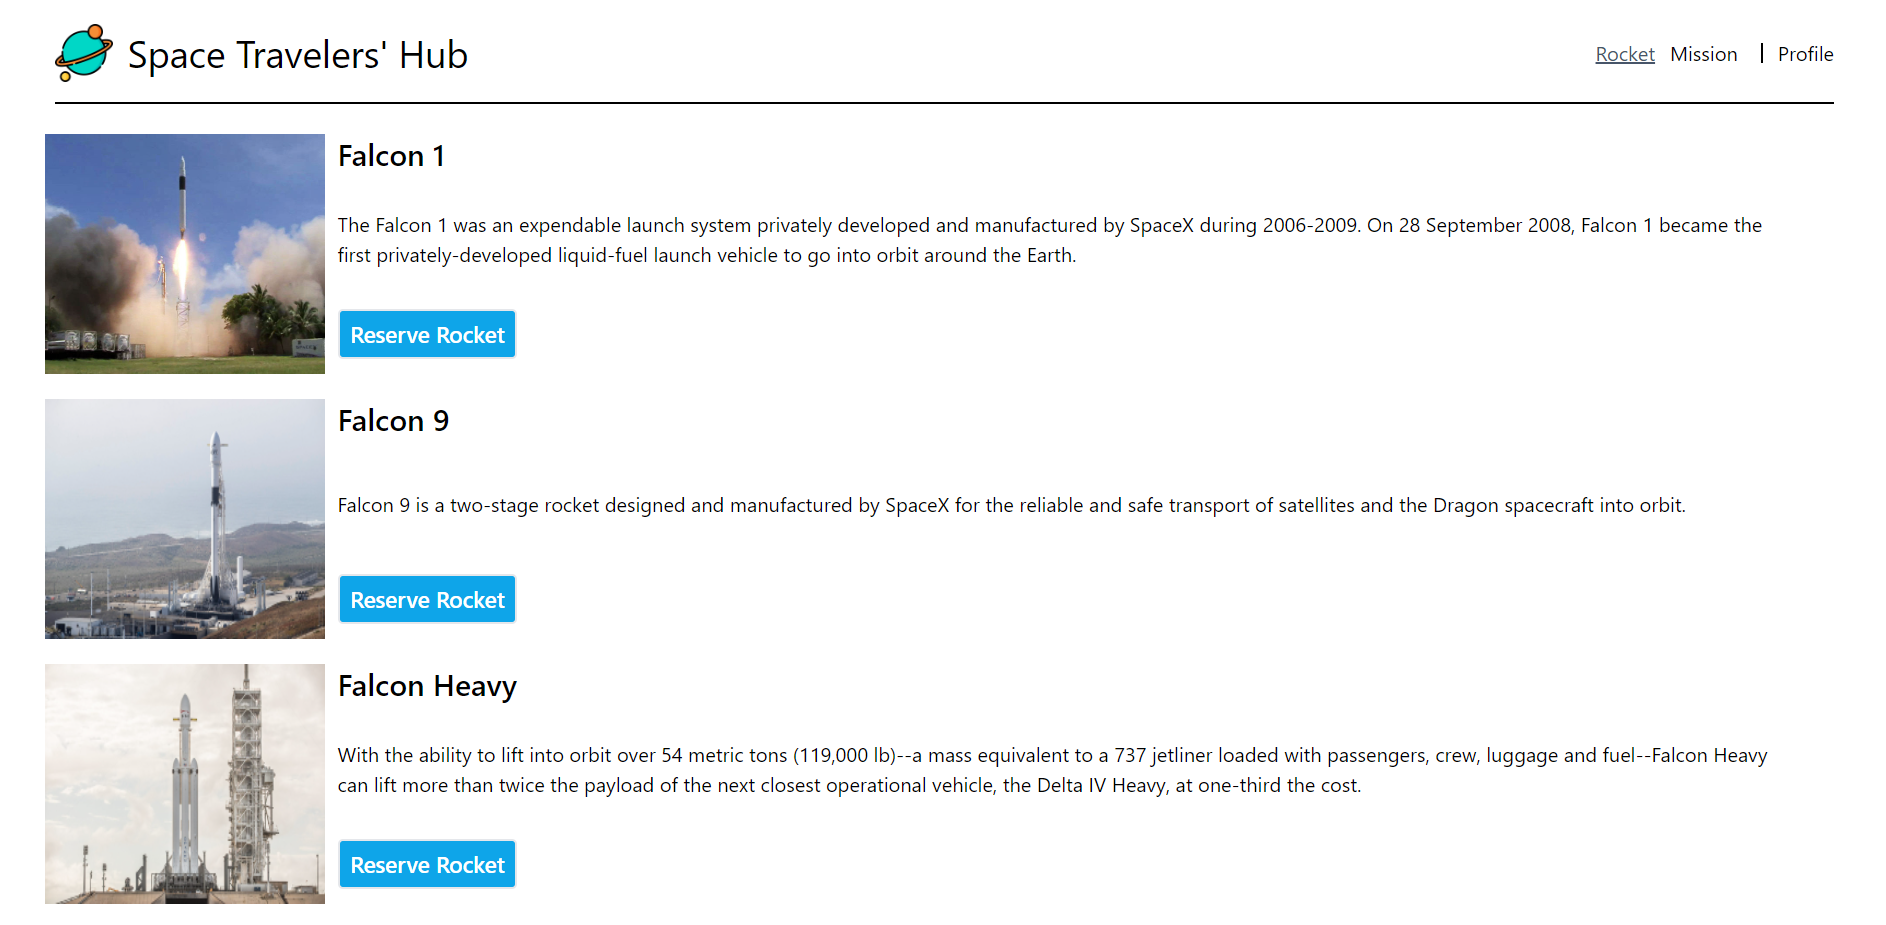 Space Travelers' Hub
Rocket Mission | Profile
Falcon 1
The Falcon 1 was an expendable launch system privately developed and manufactured by SpaceX during 2006-2009. On 28 September 2008, Falcon 1 became the
first privately-developed liquid-fuel launch vehicle to go into orbit around the Earth.
Reserve Rocket
Falcon 9
Falcon 9 is a two-stage rocket designed and manufactured by SpaceX for the reliable and safe transport of satellites and the Dragon spacecraft into orbit.
Reserve Rocket
Falcon Heavy
With the ability to lift into orbit over 54 metric tons (119,000 lb)--a mass equivalent to a 737 jetliner loaded with passengers, crew, luggage and fuel--Falcon Heavy
can lift more than twice the payload of the next closest operational vehicle, the Delta IV Heavy, at one-third the cost.
Reserve Rocket